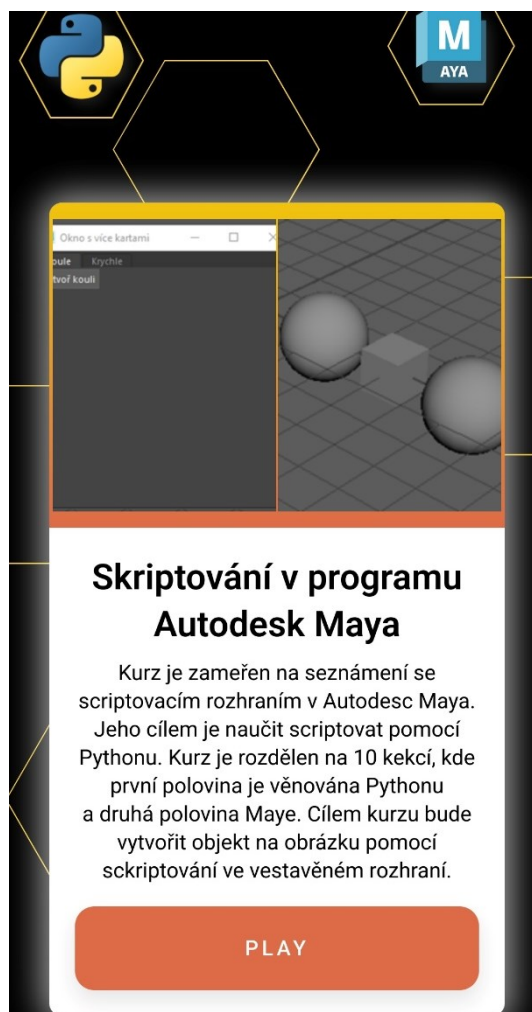 M
AYA
Okno s více kartami
oule Krychle
tvoř kouli
Skriptování v programu
Autodesk Maya
Kurz je zameřen na seznámení se
scriptovacím rozhraním v Autodesc Maya.
Jeho cílem je naučit scriptovat pomocí
Pythonu. Kurz je rozdělen na 10 kekcí, kde
první polovina je věnována Pythonu
a druhá polovina Maye. Cílem kurzu bude
vytvořit objekt na obrázku pomocí
sckriptování ve vestavěném rozhraní.
PLAY